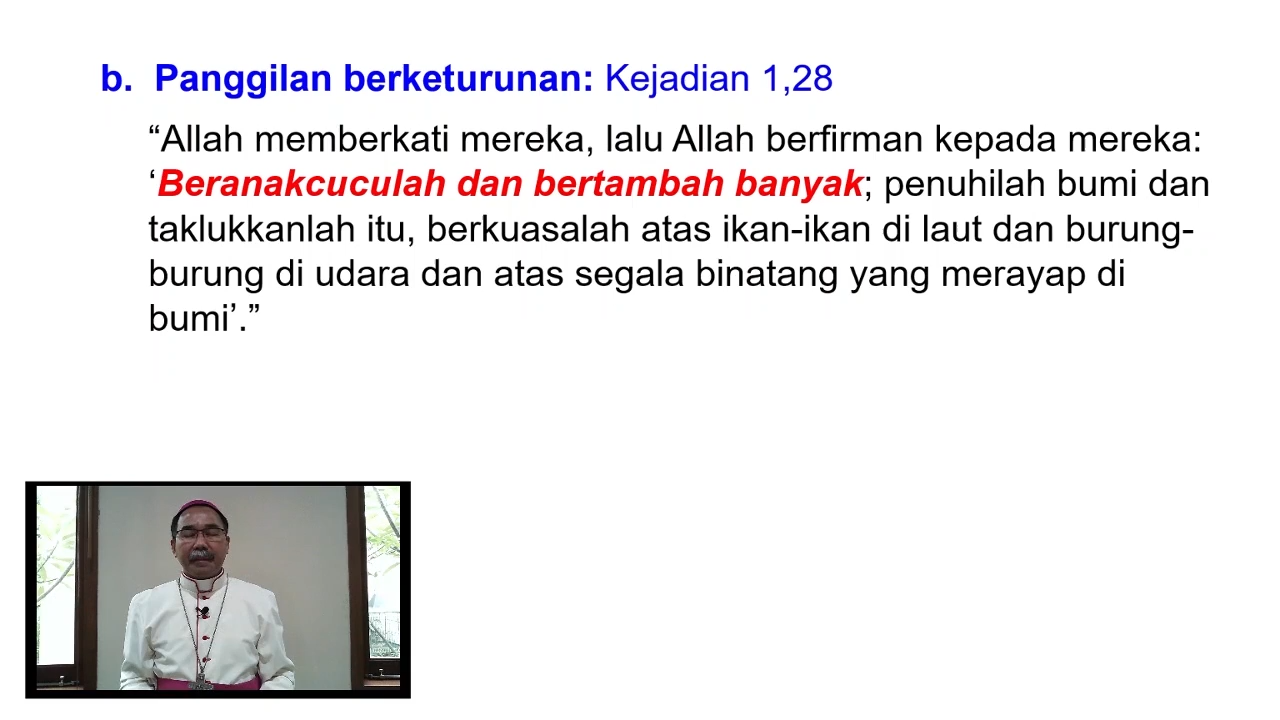 b. Panggilan berketurunan: Kejadian 1,28
“Allah memberkati mereka, lalu Allah berfirman kepada mereka:
‘Beranakcuculah dan bertambah banyak; penuhilah bumi dan
taklukkanlah itu, berkuasalah atas ikan-ikan di laut dan burung-
burung di udara dan atas segala binatang yang merayap di
bumi’.”